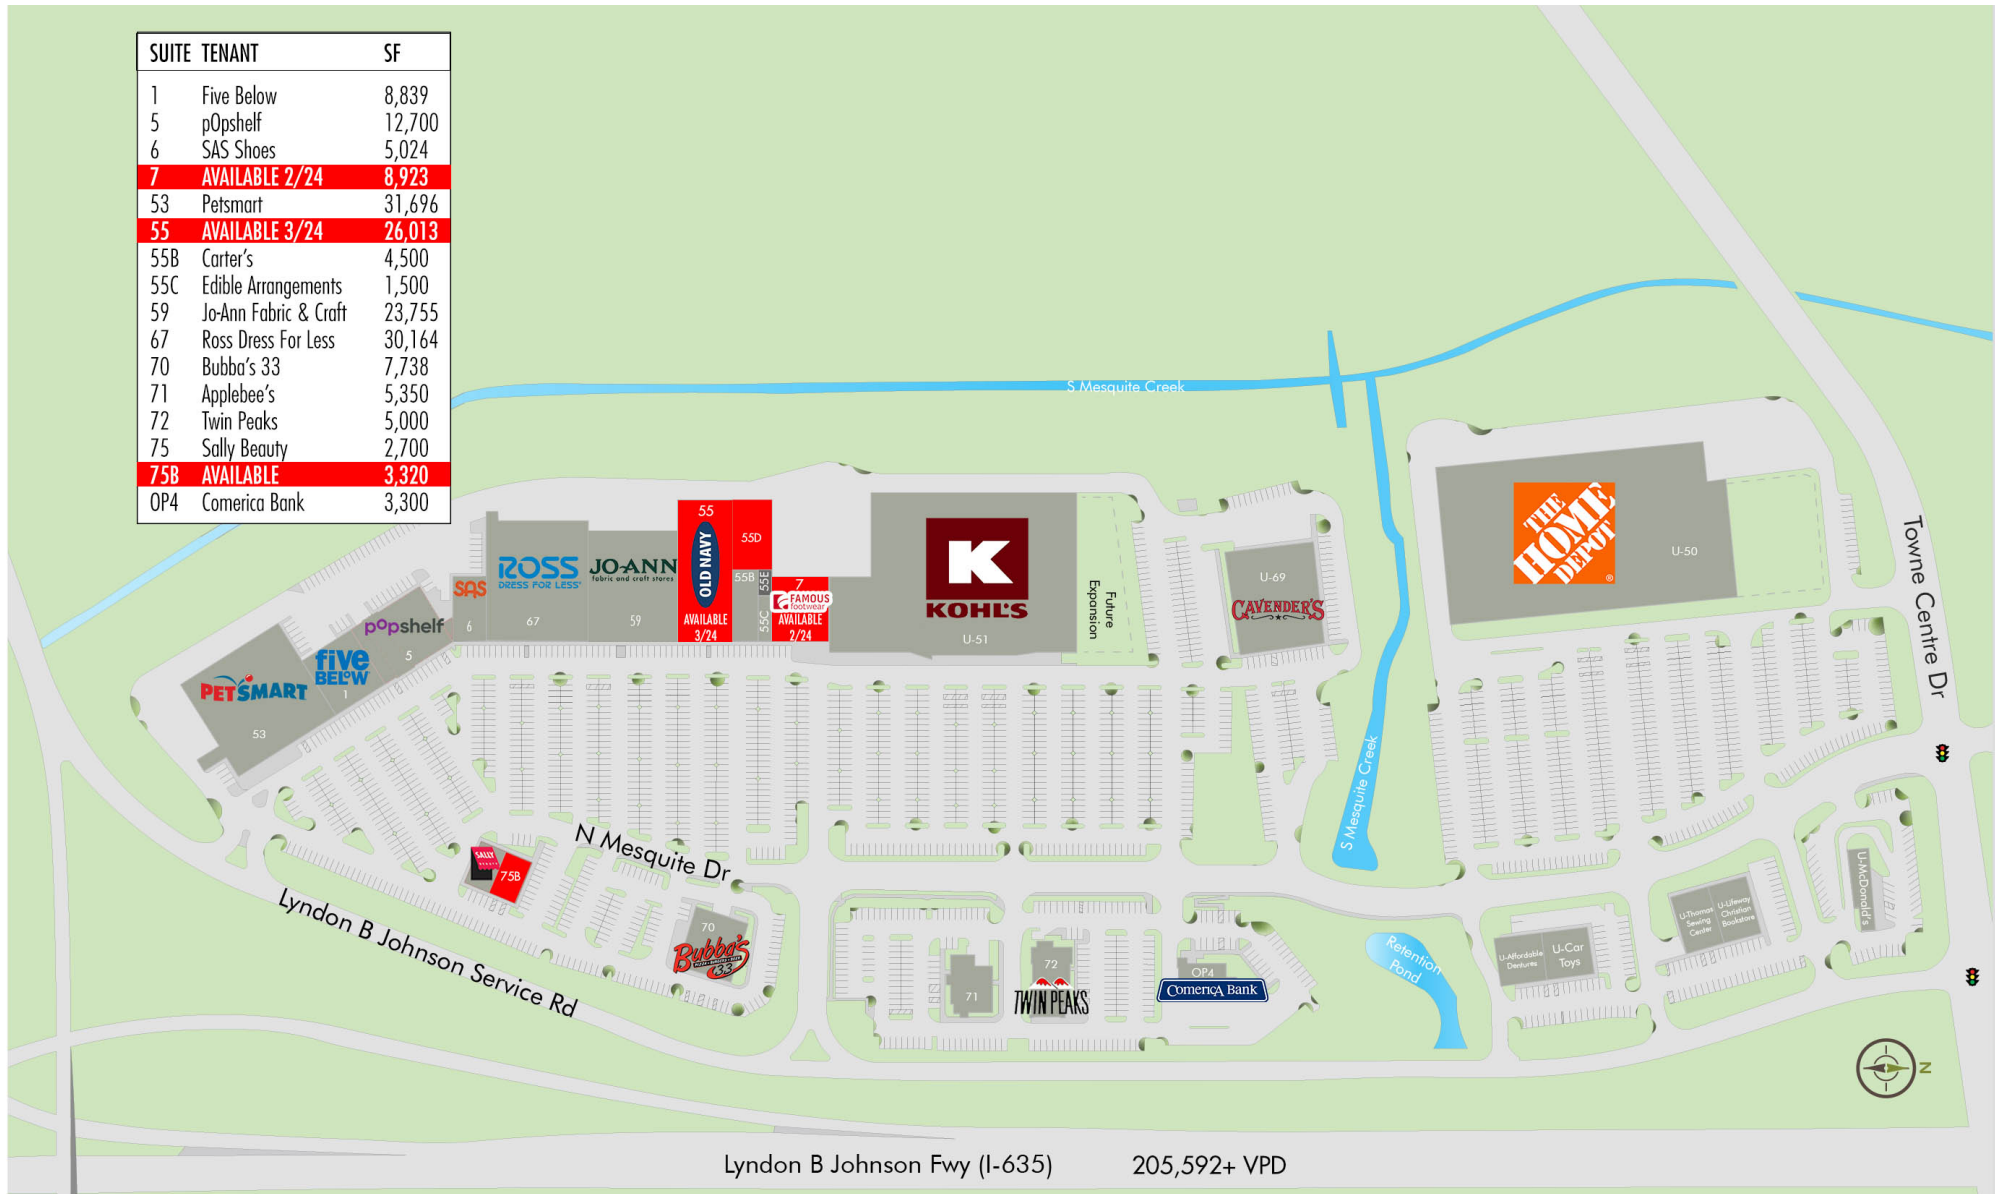 SUITE TENANT SF
1 Five Below 8,839
5 pOpshelf 12,700
6 SAS Shoes 5,024
7 AVAILABLE 2/24 8,923
53 Petsmart 31,696
55 AVAILABLE 3/24 26,013
55B Carter's 4,500
55C Edible Arrangements 1,500
59 Jo-Ann Fabric & Craft 23,755
67 Ross Dress For Less 30,164
70 Bubba's 33 7,738
71 Applebee's 5,350
72 Twin Peaks 5,000
75 Sally Beauty 2,700
75B AVAILABLE 3,320
OP4 Comerica Bank 3,300
S Mesquite Creek
THE
HOME
DEPOT
®
U-50
Towne Centre Dr
55
OLD NAVY
AVAILABLE
3/24
55D
55B
55E
55C
7
FAMOUS
footwear
AVAILABLE
2/24
K
KOHL'S
U-51
Future
Expansion
U-69
CAVENDER'S
ROSS
DRESS FOR LESS
67
JO-ANN
fabric and craft stores
59
SAS
6
pOpshelf
5
five
BELOW
1
PETSMART
53
S Mesquite Creek
N Mesquite Dr
SALLY
75B
Lyndon B Johnson Service Rd
70
Bubba's
33
71
72
TWIN PEAKS
OP4
Comerica Bank
Retention
Pond
U-Affordable
Dentures
U-Car
Toys
U-Thomas
Sewing
Center
U-Lifeway
Christian
Bookstore
U-McDonald's
N
Lyndon B Johnson Fwy (I-635) 205,592+ VPD